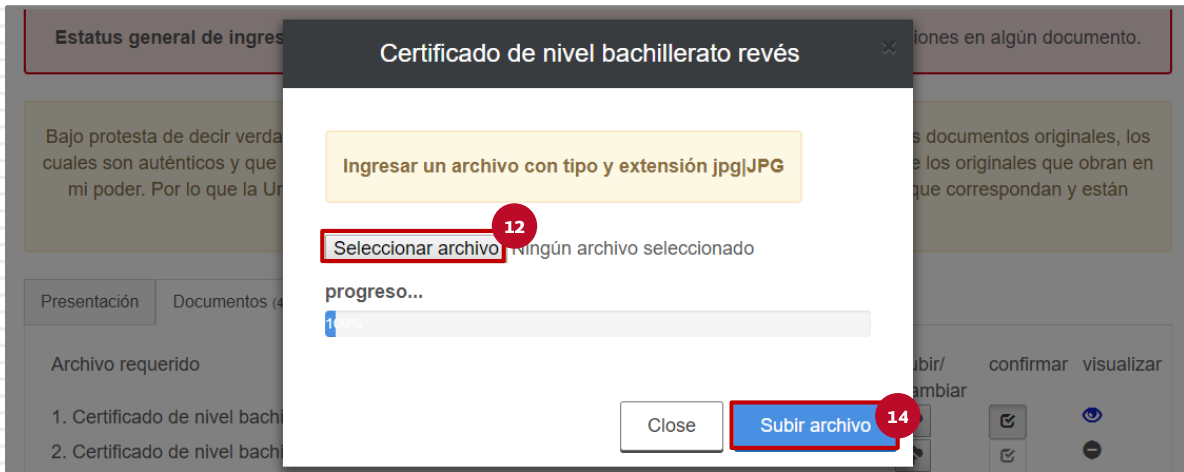 Estatus general de ingres
iones en algún documento.
Certificado de nivel bachillerato revés
×
Bajo protesta de decir verda
s documentos originales, los
cuales son auténticos y que
e los originales que obran en
mi poder. Por lo que la Un
que correspondan y están
Ingresar un archivo con tipo y extensión jpg|JPG
12
Seleccionar archivo Ningún archivo seleccionado
progreso...
100%
Presentación
Documentos (4
Archivo requerido
ubir/
ambiar
confirmar
visualizar
Close
Subir archivo
14
1. Certificado de nivel bachi
2. Certificado de nivel bachi